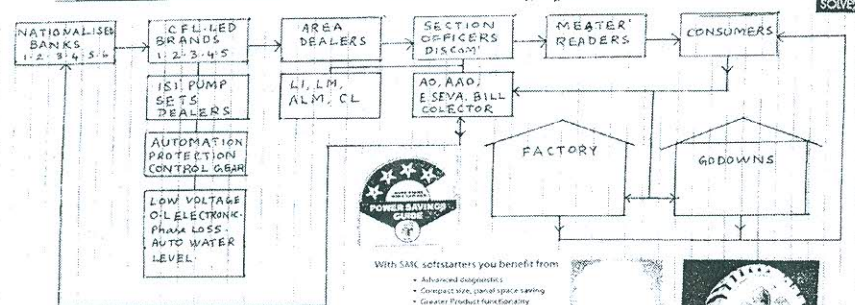 SOLVE
NATIONALISED
BANKS
1-2-3-4-5-6
CFL-LED
BRANDS
1-2-3-4-5
AREA
DEALERS
SECTION
OFFICERS
DISCOM'
MEATER'
READERS
CONSUMERS
ISI, PUMP
SETS
DEALERS
LI, LM,
ALM, CL
AO, AAO,
E SEVA, BILL
COLECTOR
AUTOMATION
PROTECTION
CONTROL GEAR
FACTORY
GODOWNS
LOW VOLTAGE
O-L ELECTRONIC-
Phase LOSS-
AUTO WATER
LEVEL.
POWER SAVINGS
GUIDE
With SMC softstarters you benefit from
• Advanced diagnostics
• Compact size, panel space saving
• Greater Product functionality